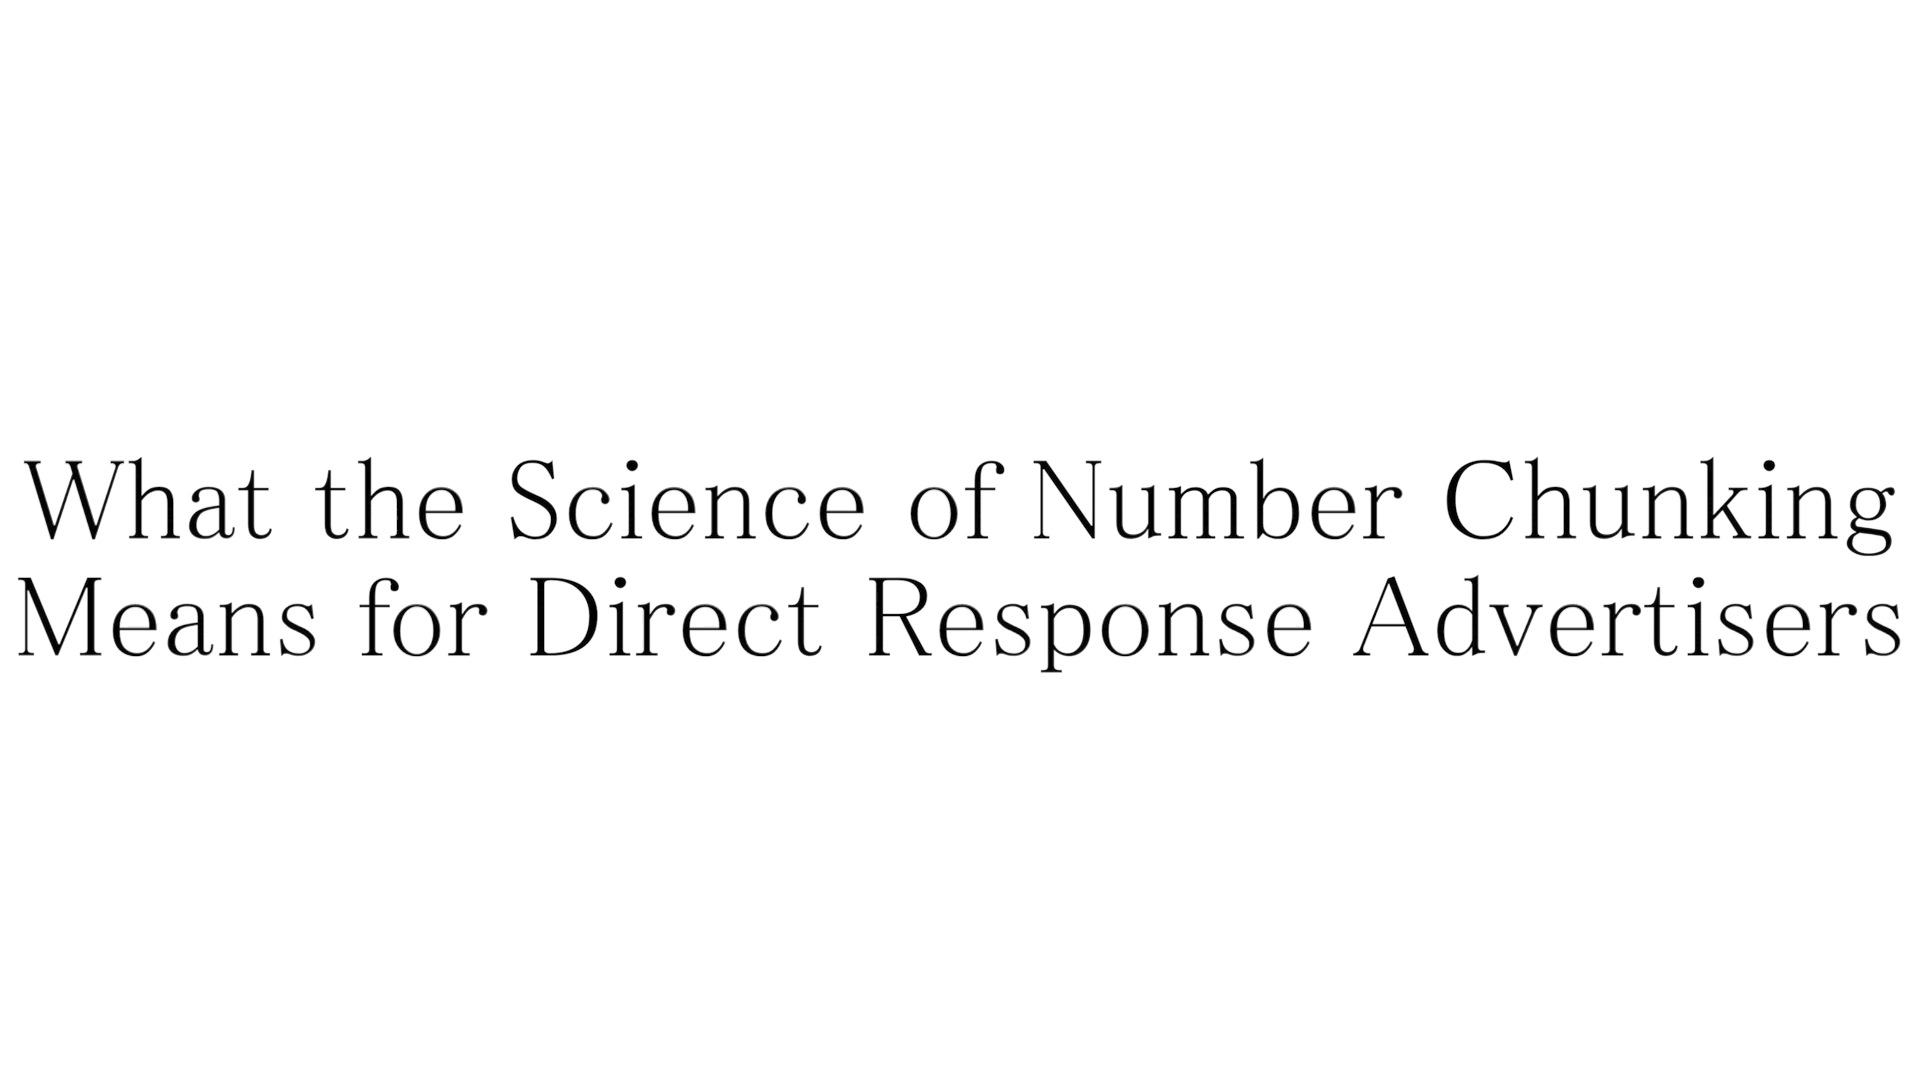 What the Science of Number Chunking
Means for Direct Response Advertisers